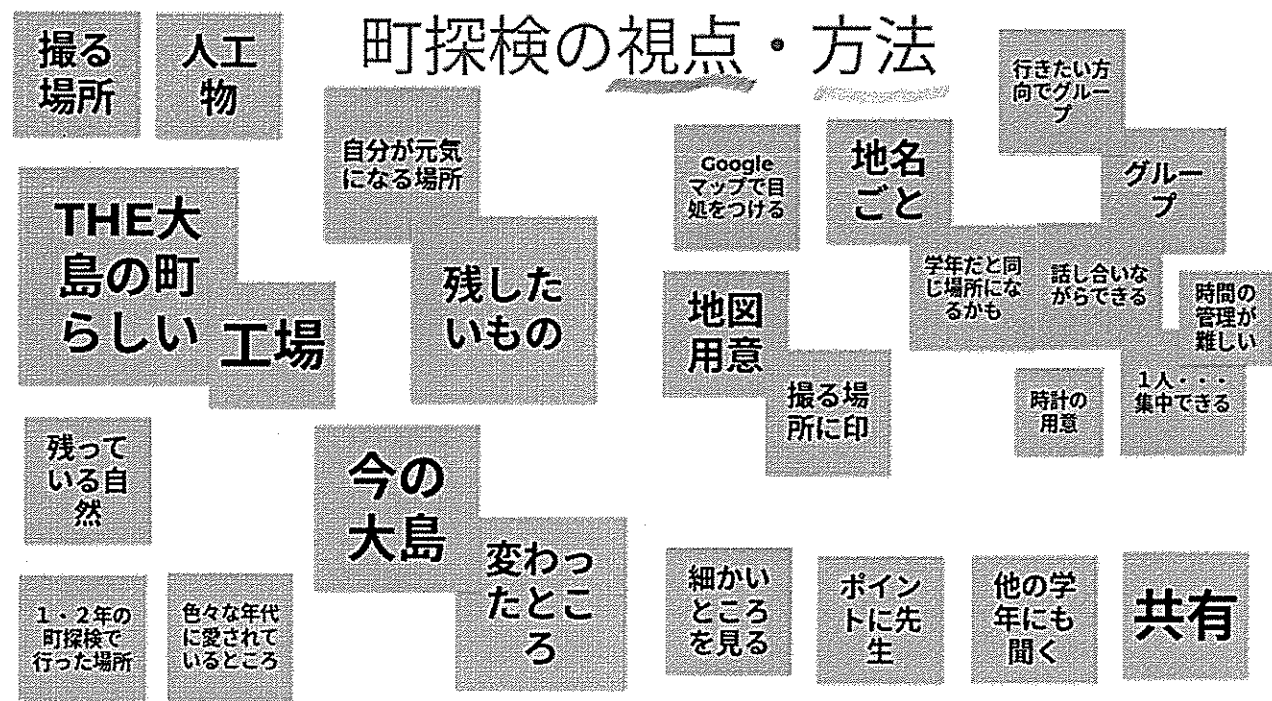 町探検の視点・方法
撮る
場所
人工
物
自分が元気
になる場所
THE大
島の町
らしい
工場
残した
いもの
残って
いる自
然
今の
大島
変わっ
たとこ
ろ
1・2年の
町探検で
行った場所
色々な年代
に愛されて
いるところ
Google
マップで目
処をつける
地名
ごと
行きたい方
向でグルー
プ
グルー
プ
学年だと同
じ場所にな
るかも
話し合いな
がらできる
時間の
管理が
難しい
地図
用意
撮る場
所に印
時計の
用意
1人・・・
集中できる
細かい
ところ
を見る
ポイン
トに先
生
他の学
年にも
聞く
共有